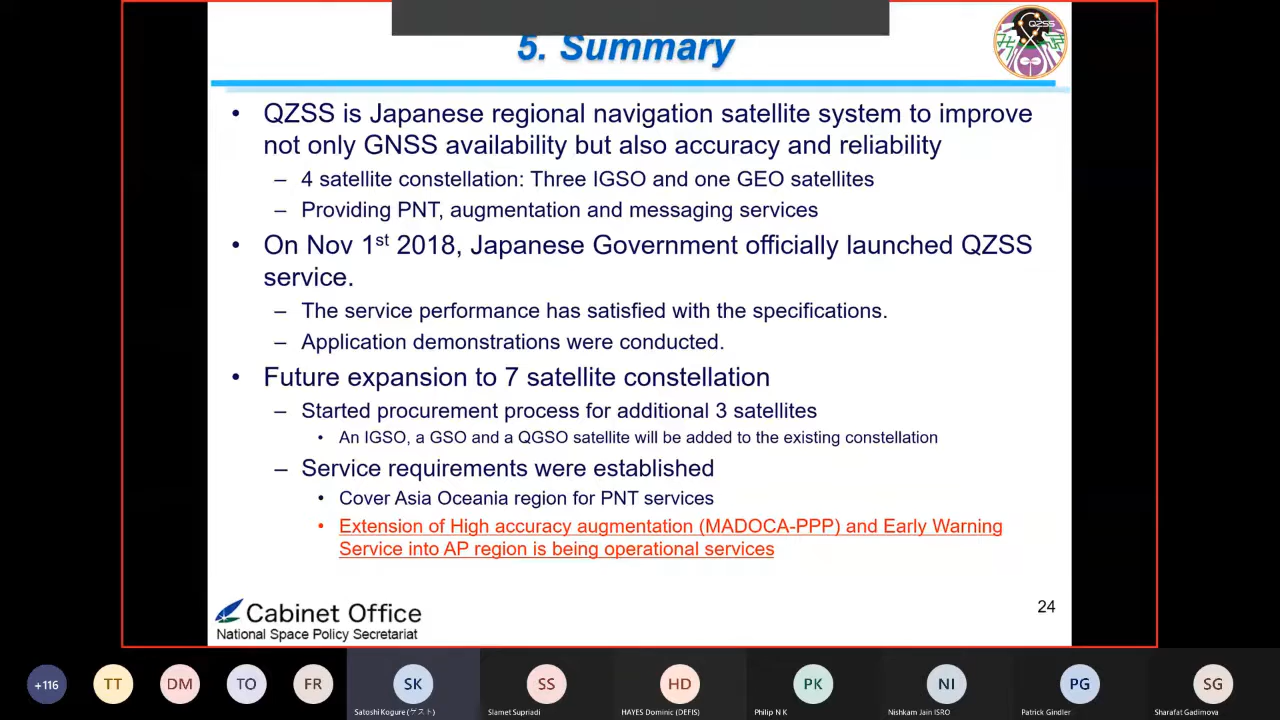 5. Summary
QZSS
• QZSS is Japanese regional navigation satellite system to improve
not only GNSS availability but also accuracy and reliability
– 4 satellite constellation: Three IGSO and one GEO satellites
– Providing PNT, augmentation and messaging services
• On Nov 1st 2018, Japanese Government officially launched QZSS
service.
– The service performance has satisfied with the specifications.
– Application demonstrations were conducted.
• Future expansion to 7 satellite constellation
– Started procurement process for additional 3 satellites
• An IGSO, a GSO and a QGSO satellite will be added to the existing constellation
– Service requirements were established
• Cover Asia Oceania region for PNT services
• Extension of High accuracy augmentation (MADOCA-PPP) and Early Warning
Service into AP region is being operational services
24
Cabinet Office
National Space Policy Secretariat
+116
TT
DM
TO
FR
SK
SS
HD
PK
NI
PG
SG
Satoshi Kogure (ゲスト)
Slamet Supriadi
HAYES Dominic (DEFIS)
Philip N K
Nishkam Jain ISRO
Patrick Gindler
Sharafat Gadimova